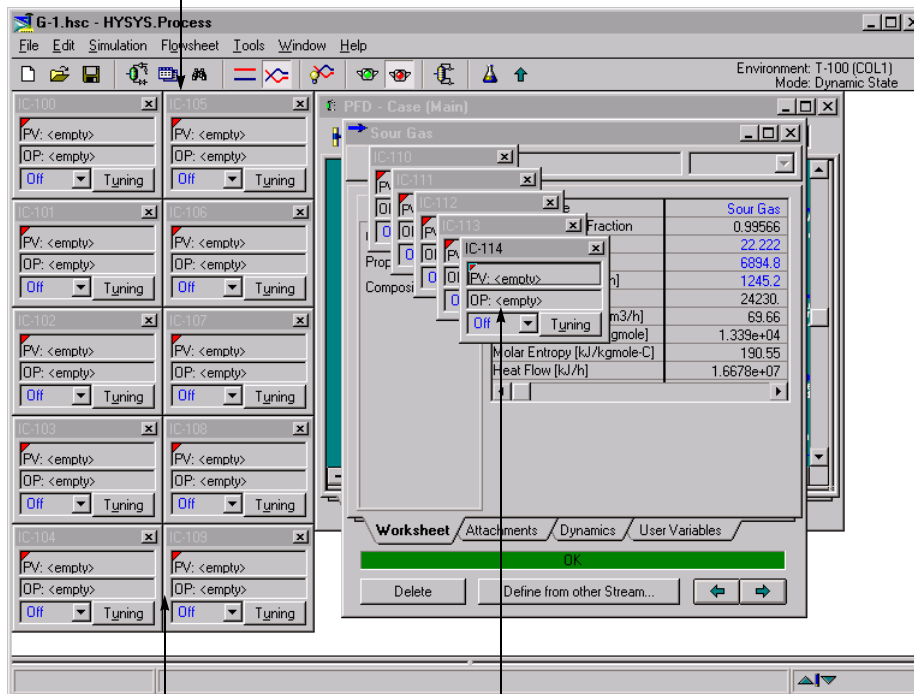 G-1.hsc - HYSYS.Process
File Edit Simulation Flowsheet Tools Window Help
Environment: T-100 (COL1)
Mode: Dynamic State
IC-100
PV: <empty>
OP: <empty>
Off Tuning
IC-105
PV: <empty>
OP: <empty>
Off Tuning
IC-101
PV: <empty>
OP: <empty>
Off Tuning
IC-106
PV: <empty>
OP: <empty>
Off Tuning
IC-102
PV: <empty>
OP: <empty>
Off Tuning
IC-107
PV: <empty>
OP: <empty>
Off Tuning
IC-103
PV: <empty>
OP: <empty>
Off Tuning
IC-108
PV: <empty>
OP: <empty>
Off Tuning
IC-104
PV: <empty>
OP: <empty>
Off Tuning
IC-109
PV: <empty>
OP: <empty>
Off Tuning
PFD - Case (Main)
Sour Gas
IC-110
IC-111
IC-112
IC-113
IC-114
PV: <empty>
OP: <empty>
Off Tuning
Prop
Composi
Sour Gas
Fraction 0.99566
22.222
6894.8
1245.2
24230.
m3/h] 69.66
gmole] 1.339e+04
Molar Entropy [kJ/kgmole-C] 190.55
Heat Flow [kJ/h] 1.6678e+07
Worksheet Attachments Dynamics User Variables
OK
Delete Define from other Stream...